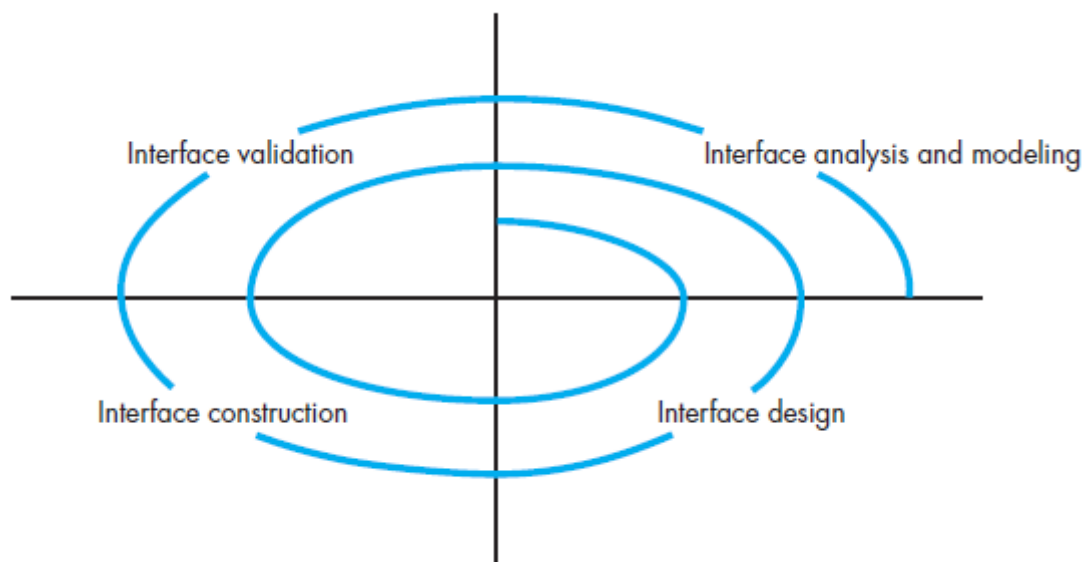 Interface validation
Interface analysis and modeling
Interface construction
Interface design